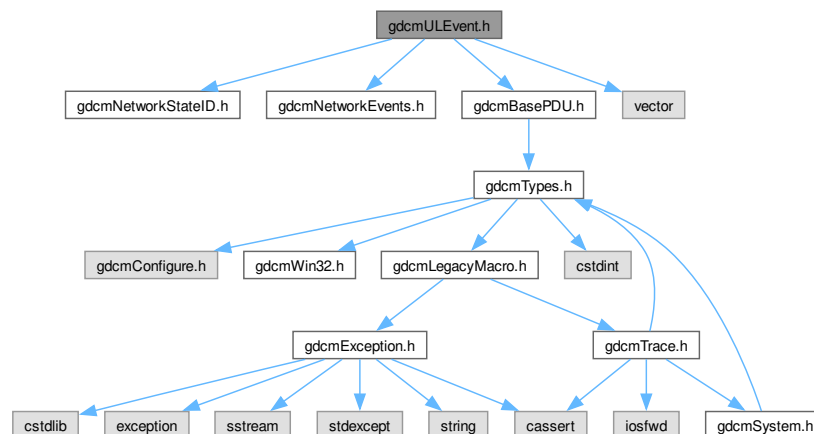 gdcmULEvent.h
gdcmNetworkStateID.h
gdcmNetworkEvents.h
gdcmBasePDU.h
vector
gdcmTypes.h
gdcmConfigure.h
gdcmWin32.h
gdcmLegacyMacro.h
cstdint
gdcmException.h
gdcmTrace.h
cstdlib
exception
sstream
stdexcept
string
cassert
iosfwd
gdcmSystem.h